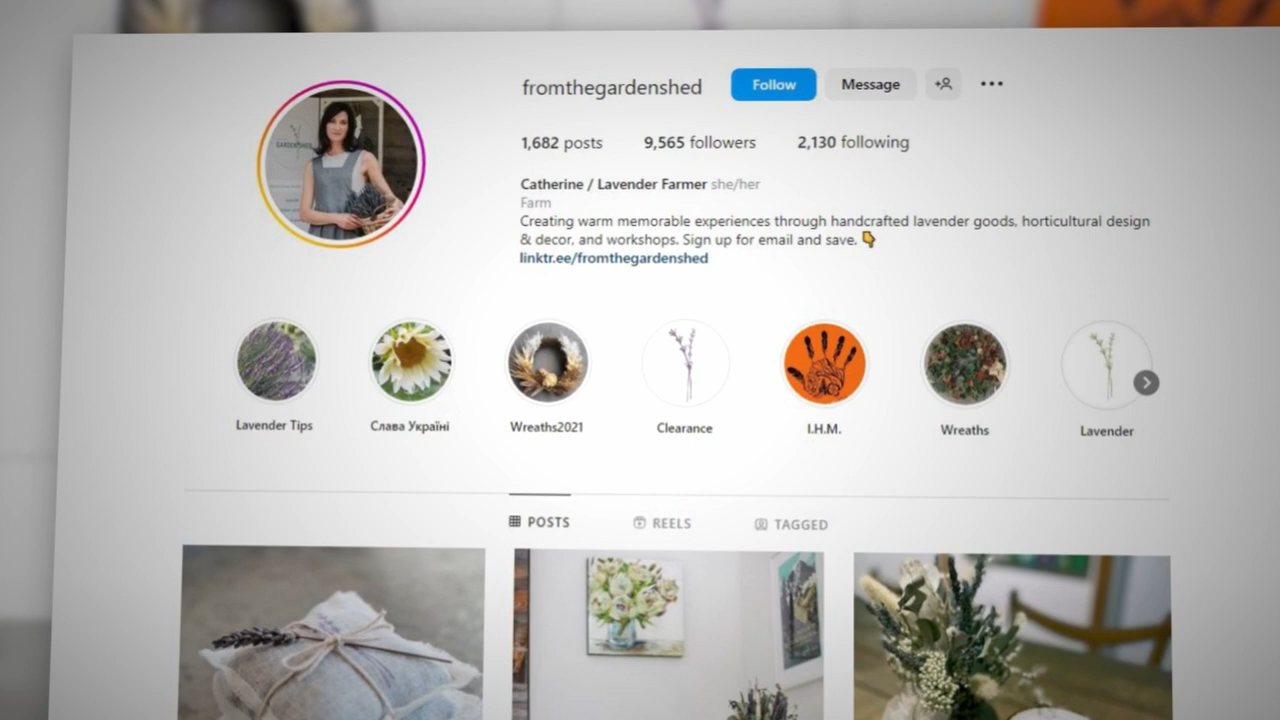 fromthegardenshed
Follow
Message
1,682 posts
9,565 followers
2,130 following
Catherine / Lavender Farmer she/her
Farm
Creating warm memorable experiences through handcrafted lavender goods, horticultural design
& decor, and workshops. Sign up for email and save. 👇
linktr.ee/fromthegardenshed
Lavender Tips
Слава Україні
Wreaths2021
Clearance
I.H.M.
Wreaths
Lavender
POSTS
REELS
TAGGED